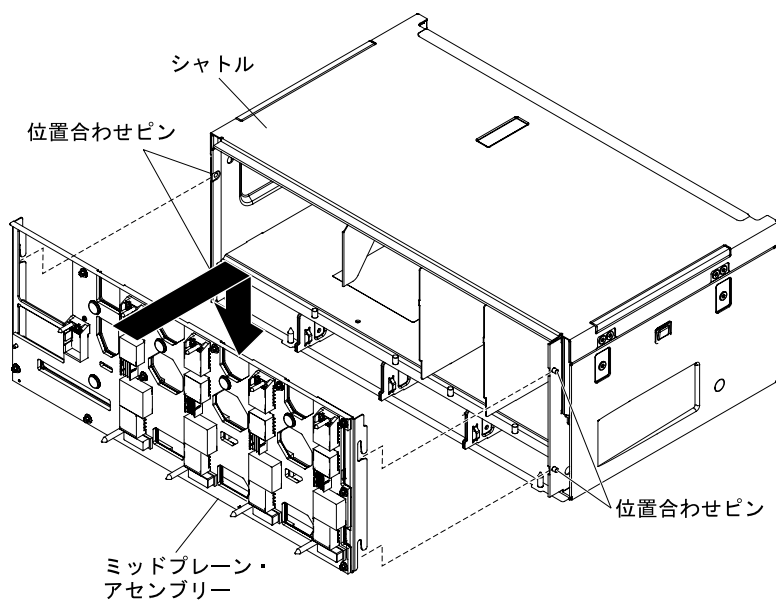 シャトル
位置合わせピン
位置合わせピン
ミッドプレーン・
アセンブリー